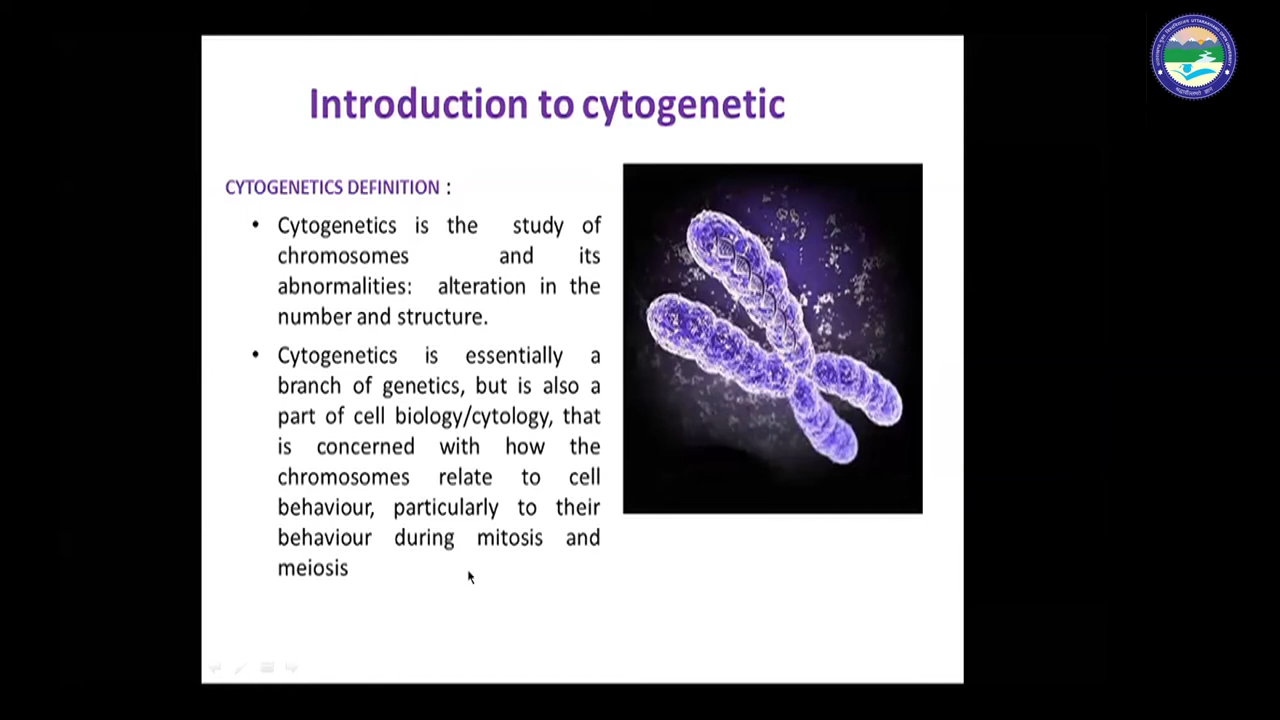 Introduction to cytogenetic
CYTOGENETICS DEFINITION :
• Cytogenetics is the study of
chromosomes and its
abnormalities: alteration in the
number and structure.
• Cytogenetics is essentially a
branch of genetics, but is also a
part of cell biology/cytology, that
is concerned with how the
chromosomes relate to cell
behaviour, particularly to their
behaviour during mitosis and
meiosis